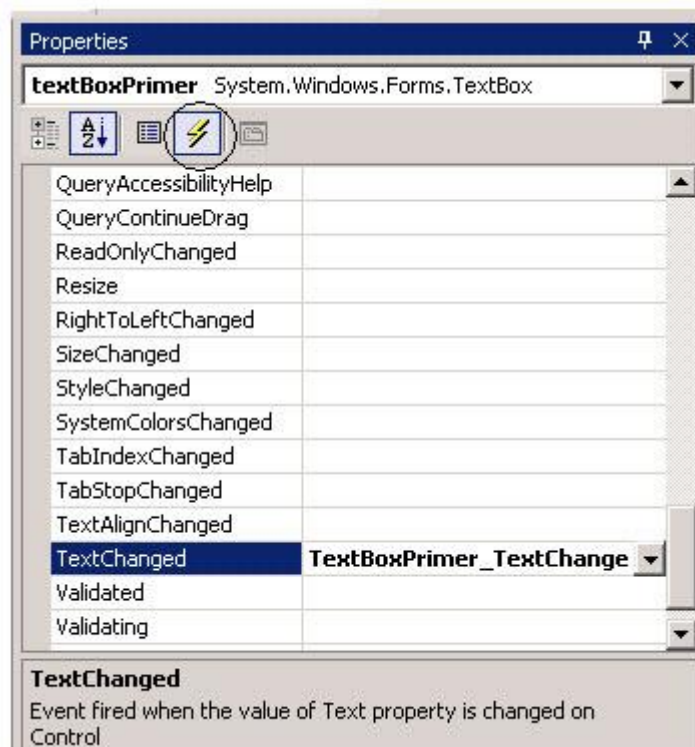 Properties
textBoxPrimer System.Windows.Forms.TextBox
QueryAccessibilityHelp
QueryContinueDrag
ReadOnlyChanged
Resize
RightToLeftChanged
SizeChanged
StyleChanged
SystemColorsChanged
TabIndexChanged
TabStopChanged
TextAlignChanged
TextChanged TextBoxPrimer_TextChange
Validated
Validating
TextChanged
Event fired when the value of Text property is changed on
Control